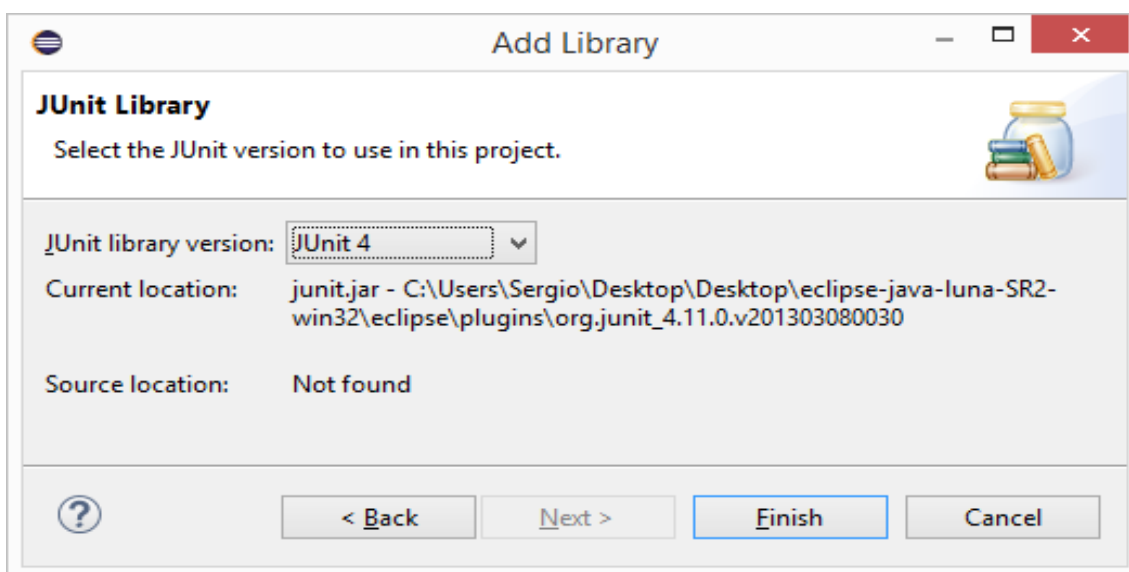 Add Library
JUnit Library
Select the JUnit version to use in this project.
JUnit library version: JUnit 4
Current location: junit.jar - C:\Users\Sergio\Desktop\Desktop\eclipse-java-luna-SR2-
win32\eclipse\plugins\org.junit_4.11.0.v201303080030
Source location: Not found
? < Back Next > Finish Cancel